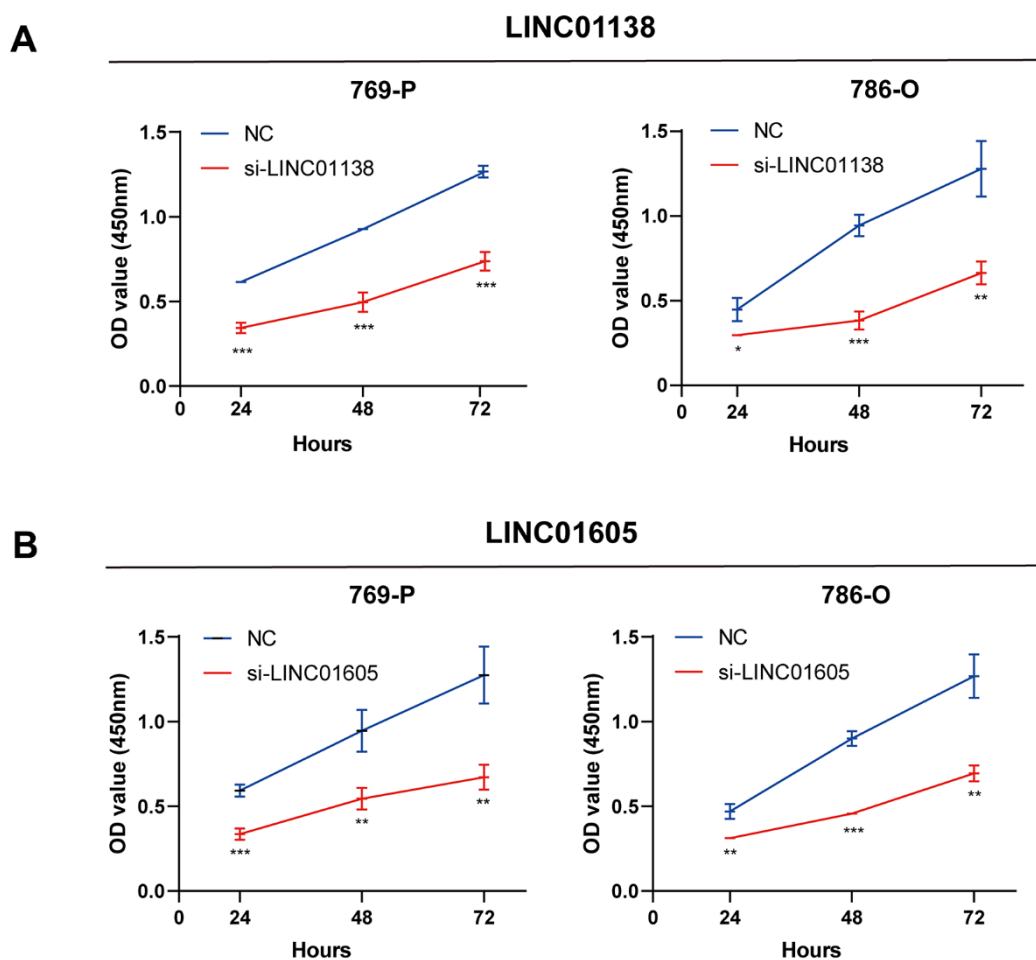 A
LINC01138
769-P
NC
si-LINC01138
OD value (450nm)
1.5
1.0
0.5
0.0
0
24
48
72
Hours
***
***
***
786-O
NC
si-LINC01138
OD value (450nm)
1.5
1.0
0.5
0
0
24
48
72
Hours
*
***
**
B
LINC01605
769-P
NC
si-LINC01605
OD value (450nm)
1.5
1.0
0.5
0.0
0
24
48
72
Hours
***
**
**
786-O
NC
si-LINC01605
OD value (450nm)
1.5
1.0
0.5
0.0
0
24
48
72
Hours
**
***
**